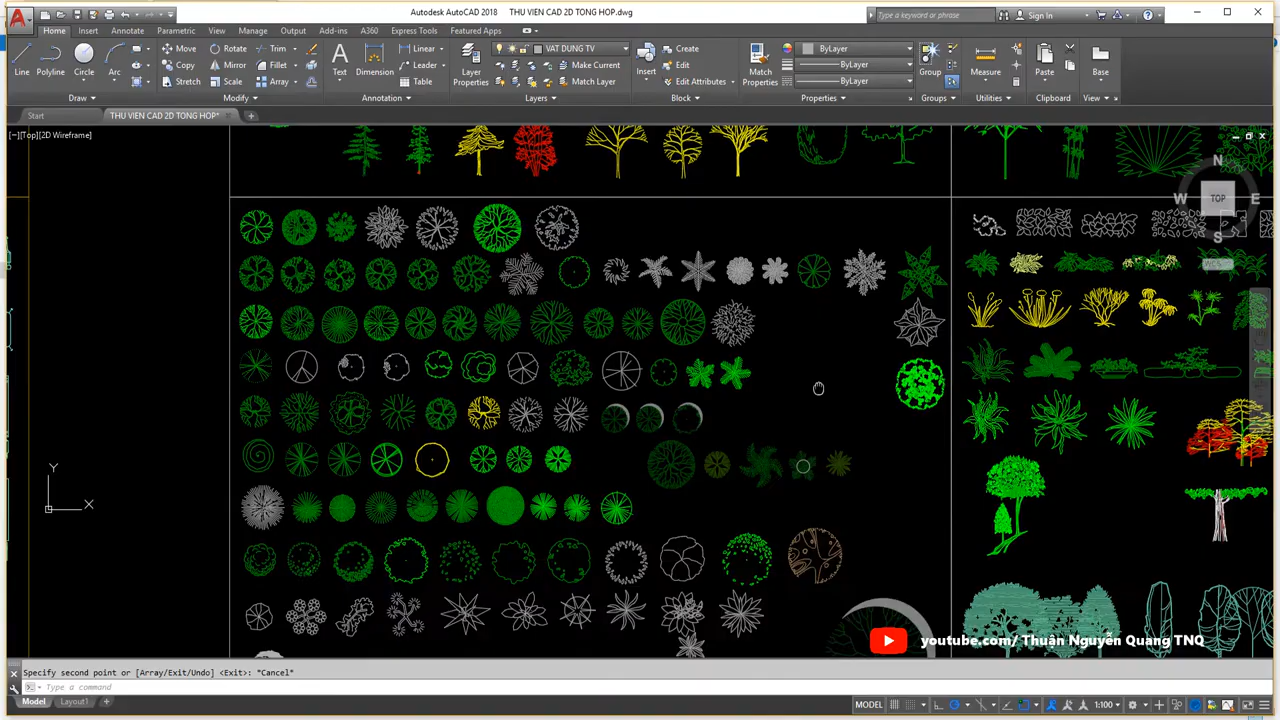 Autodesk AutoCAD 2018    THU VIEN CAD 2D TONG HOP.dwg
Type a keyword or phrase
Sign In
Home Insert Annotate Parametric View Manage Output Add-ins A360 Express Tools Featured Apps
Line Polyline Circle Arc
Move Rotate Trim
Copy Mirror Fillet
Stretch Scale Array
Text Dimension
Linear
Leader
Table
Layer Properties
VAT DUNG TV
Make Current
Match Layer
Insert
Create
Edit
Edit Attributes
Match Properties
ByLayer
ByLayer
ByLayer
Group Measure Paste Base
Draw Modify Annotation Layers Block Properties Groups Utilities Clipboard View
Start THU VIEN CAD 2D TONG HOP*
[−][Top][2D Wireframe]
N
W TOP E
S
WCS
Y
X
youtube.com/ Thuận Nguyễn Quang TNQ
Specify second point or [Array/Exit/Undo] <Exit>: *Cancel*
Type a command
Model Layout1
MODEL
1:100